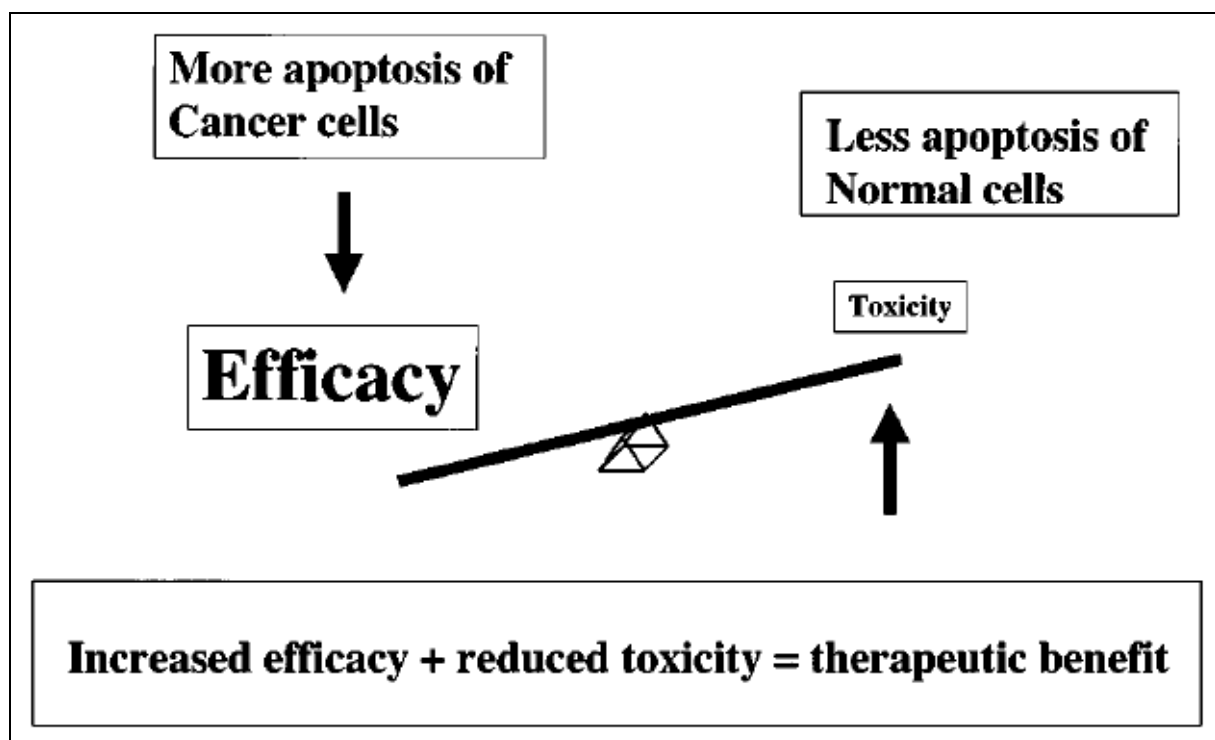 More apoptosis of
Cancer cells
Less apoptosis of
Normal cells
Toxicity
Efficacy
Increased efficacy + reduced toxicity = therapeutic benefit